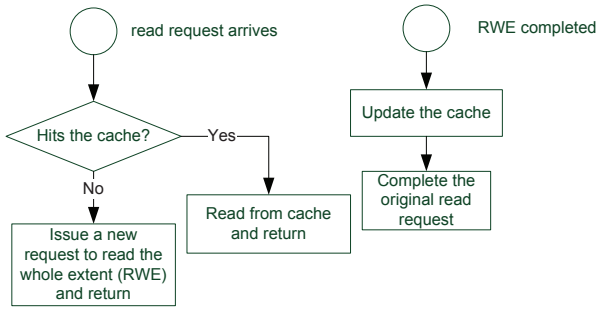 read request arrives
Hits the cache?
Yes
No
Read from cache
and return
Issue a new
request to read the
whole extent (RWE)
and return
RWE completed
Update the cache
Complete the
original read
request